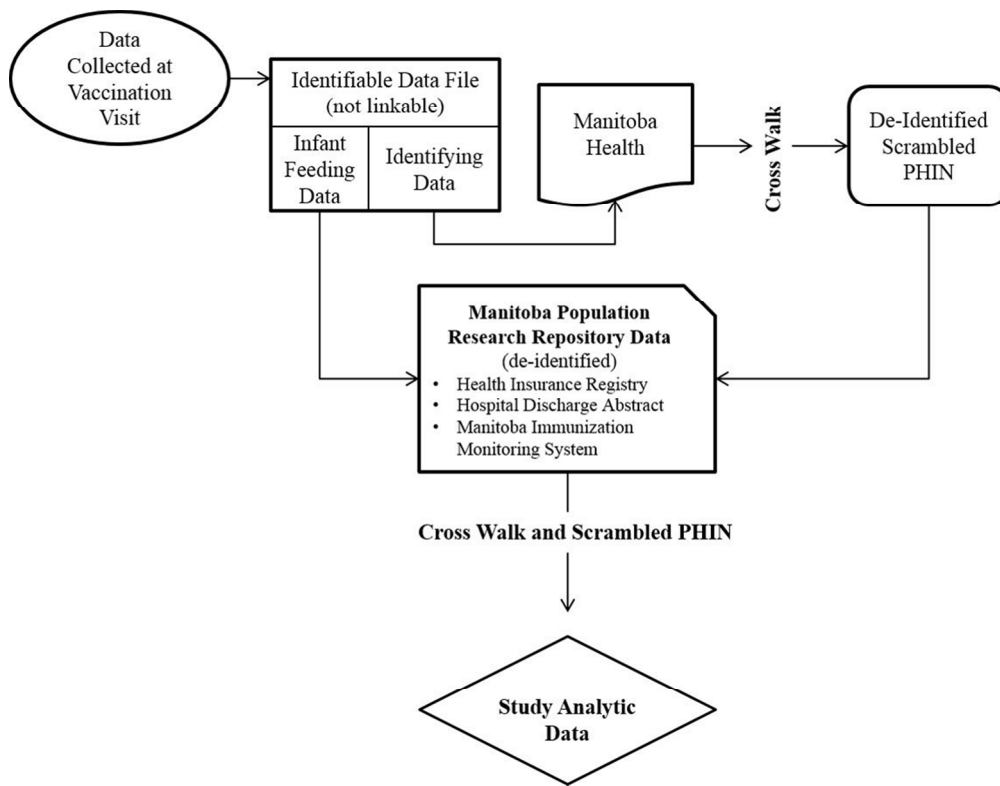 Data
Collected at
Vaccination
Visit
Identifiable Data File
(not linkable)
Infant
Feeding
Data
Identifying
Data
Manitoba
Health
Cross Walk
De-Identified
Scrambled
PHIN
Manitoba Population
Research Repository Data
(de-identified)
• Health Insurance Registry
• Hospital Discharge Abstract
• Manitoba Immunization
Monitoring System
Cross Walk and Scrambled PHIN
Study Analytic
Data